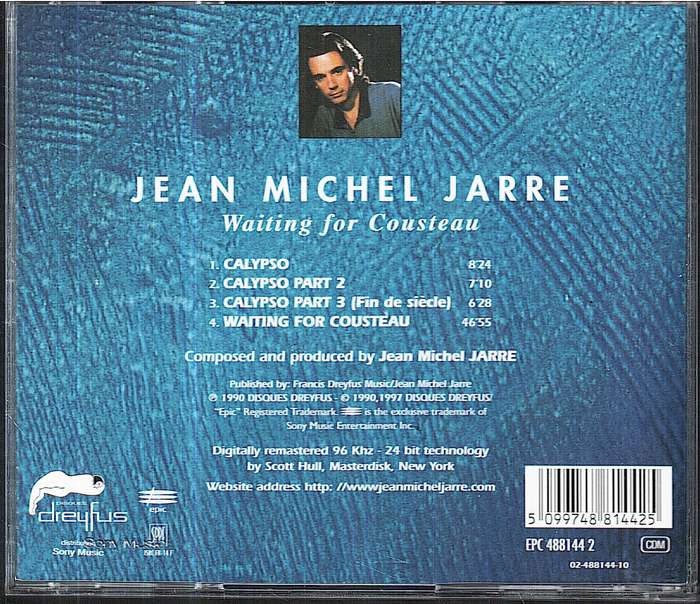 JEAN MICHEL JARRE
Waiting for Cousteau
1. CALYPSO 8'24
2. CALYPSO PART 2 7'10
3. CALYPSO PART 3 (Fin de siècle) 6'28
4. WAITING FOR COUSTEAU 46'55
Composed and produced by Jean Michel JARRE
Published by: Francis Dreyfus Music/Jean Michel Jarre
℗ 1990 DISQUES DREYFUS - © 1990,1997 DISQUES DREYFUS/
"Epic" Registered Trademark. is the exclusive trademark of
Sony Music Entertainment Inc.
Digitally remastered 96 Khz - 24 bit technology
by Scott Hull, Masterdisk, New York
Website address http: //wwwjeanmicheljarre.com
DISQUES
dreyfus
epic
Sony Music
5 099748 814425
EPC 488144 2
CDM
02-488144-10